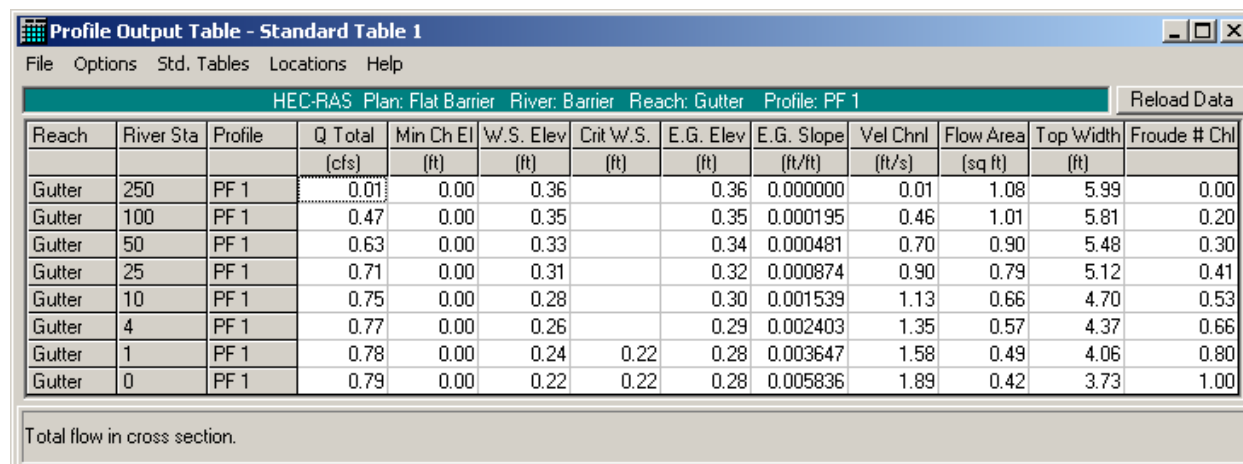 Profile Output Table - Standard Table 1
File Options Std. Tables Locations Help
HEC-RAS Plan: Flat Barrier River: Barrier Reach: Gutter Profile: PF 1 Reload Data
Reach River Sta Profile Q Total Min Ch El W.S. Elev Crit W.S. E.G. Elev E.G. Slope Vel Chnl Flow Area Top Width Froude # Chl
(cfs) (ft) (ft) (ft) (ft) (ft/ft) (ft/s) (sq ft) (ft)
Gutter 250 PF 1 0.01 0.00 0.36 0.36 0.000000 0.01 1.08 5.99 0.00
Gutter 100 PF 1 0.47 0.00 0.35 0.35 0.000195 0.46 1.01 5.81 0.20
Gutter 50 PF 1 0.63 0.00 0.33 0.34 0.000481 0.70 0.90 5.48 0.30
Gutter 25 PF 1 0.71 0.00 0.31 0.32 0.000874 0.90 0.79 5.12 0.41
Gutter 10 PF 1 0.75 0.00 0.28 0.30 0.001539 1.13 0.66 4.70 0.53
Gutter 4 PF 1 0.77 0.00 0.26 0.29 0.002403 1.35 0.57 4.37 0.66
Gutter 1 PF 1 0.78 0.00 0.24 0.22 0.28 0.003647 1.58 0.49 4.06 0.80
Gutter 0 PF 1 0.79 0.00 0.22 0.22 0.28 0.005836 1.89 0.42 3.73 1.00
Total flow in cross section.